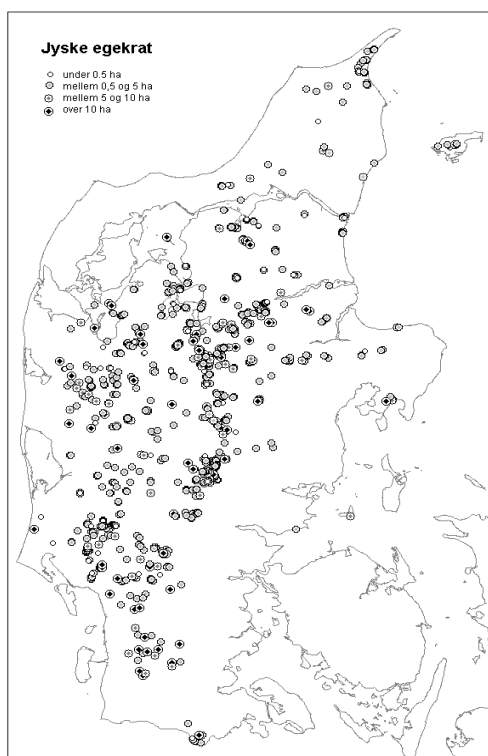 Jyske egekrat
under 0.5 ha
mellem 0,5 og 5 ha
mellem 5 og 10 ha
over 10 ha